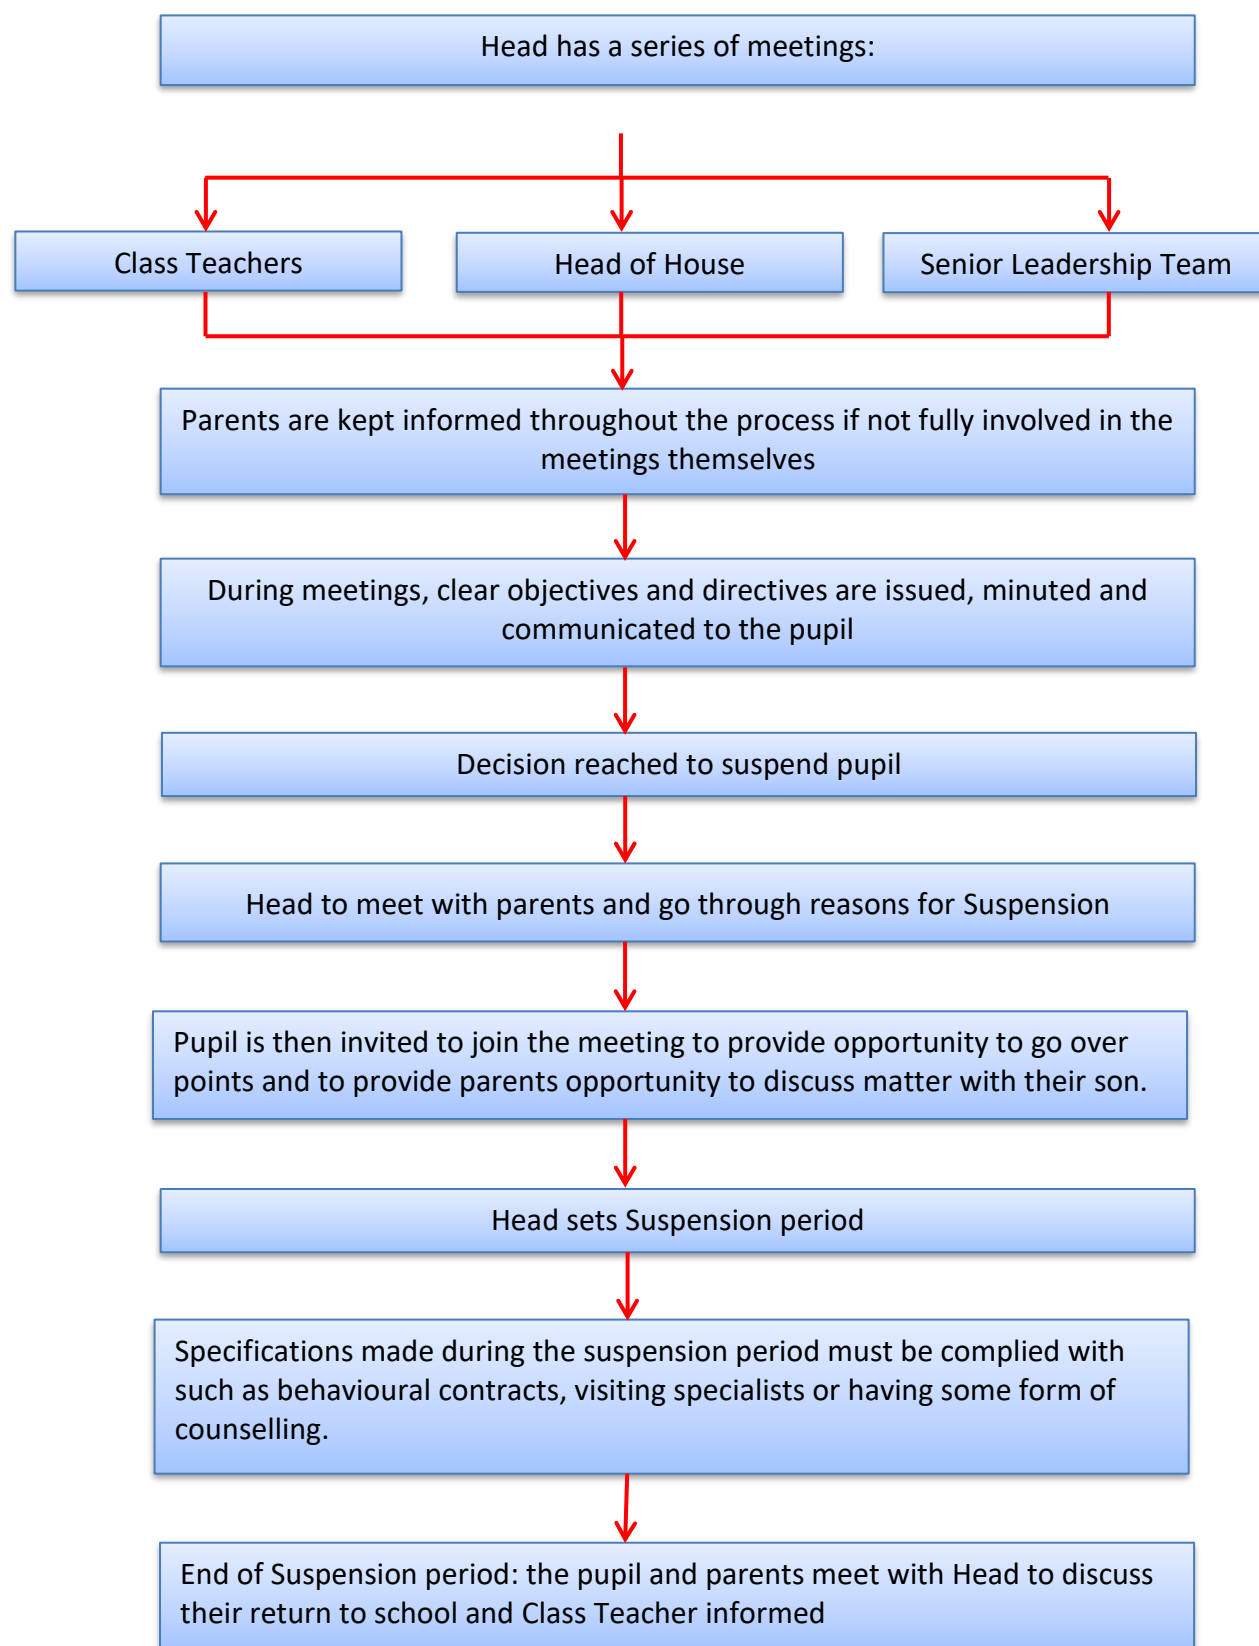 Head has a series of meetings:
Class Teachers
Head of House
Senior Leadership Team
Parents are kept informed throughout the process if not fully involved in the
meetings themselves
During meetings, clear objectives and directives are issued, minuted and
communicated to the pupil
Decision reached to suspend pupil
Head to meet with parents and go through reasons for Suspension
Pupil is then invited to join the meeting to provide opportunity to go over
points and to provide parents opportunity to discuss matter with their son.
Head sets Suspension period
Specifications made during the suspension period must be complied with
such as behavioural contracts, visiting specialists or having some form of
counselling.
End of Suspension period: the pupil and parents meet with Head to discuss
their return to school and Class Teacher informed